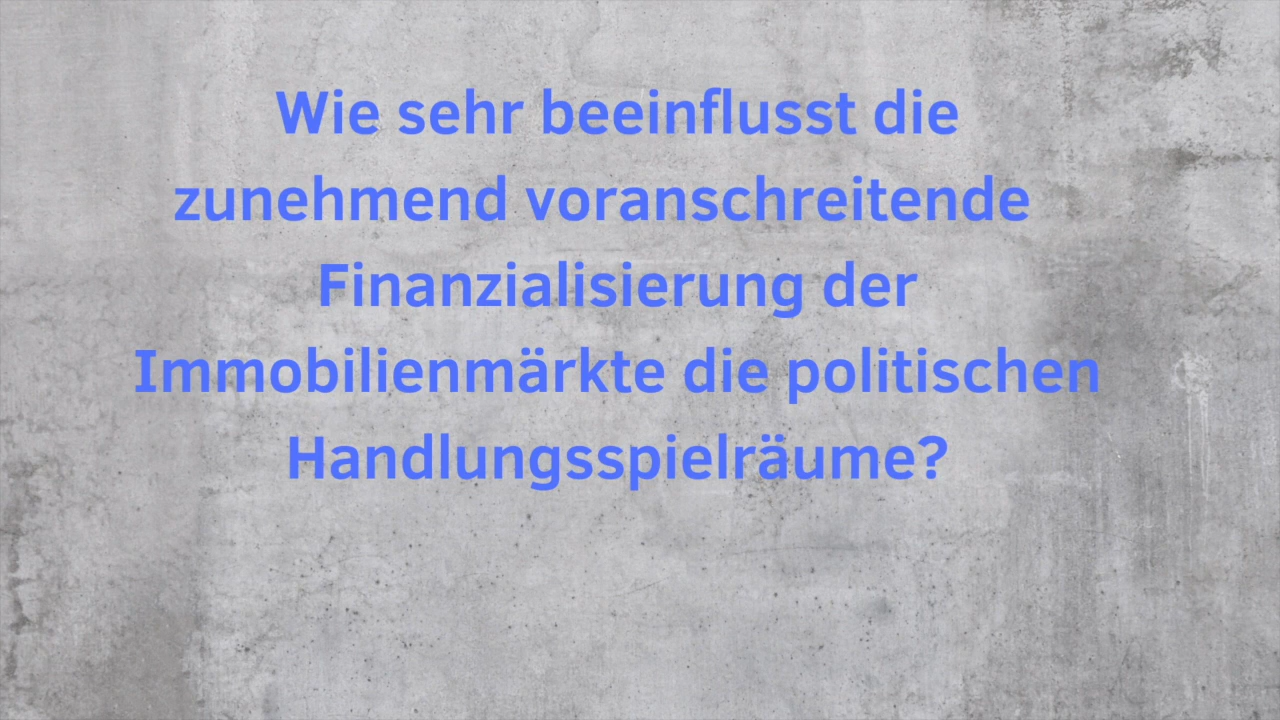 Wie sehr beeinflusst die
zunehmend voranschreitende
Finanzialisierung der
Immobilienmärkte die politischen
Handlungsspielräume?